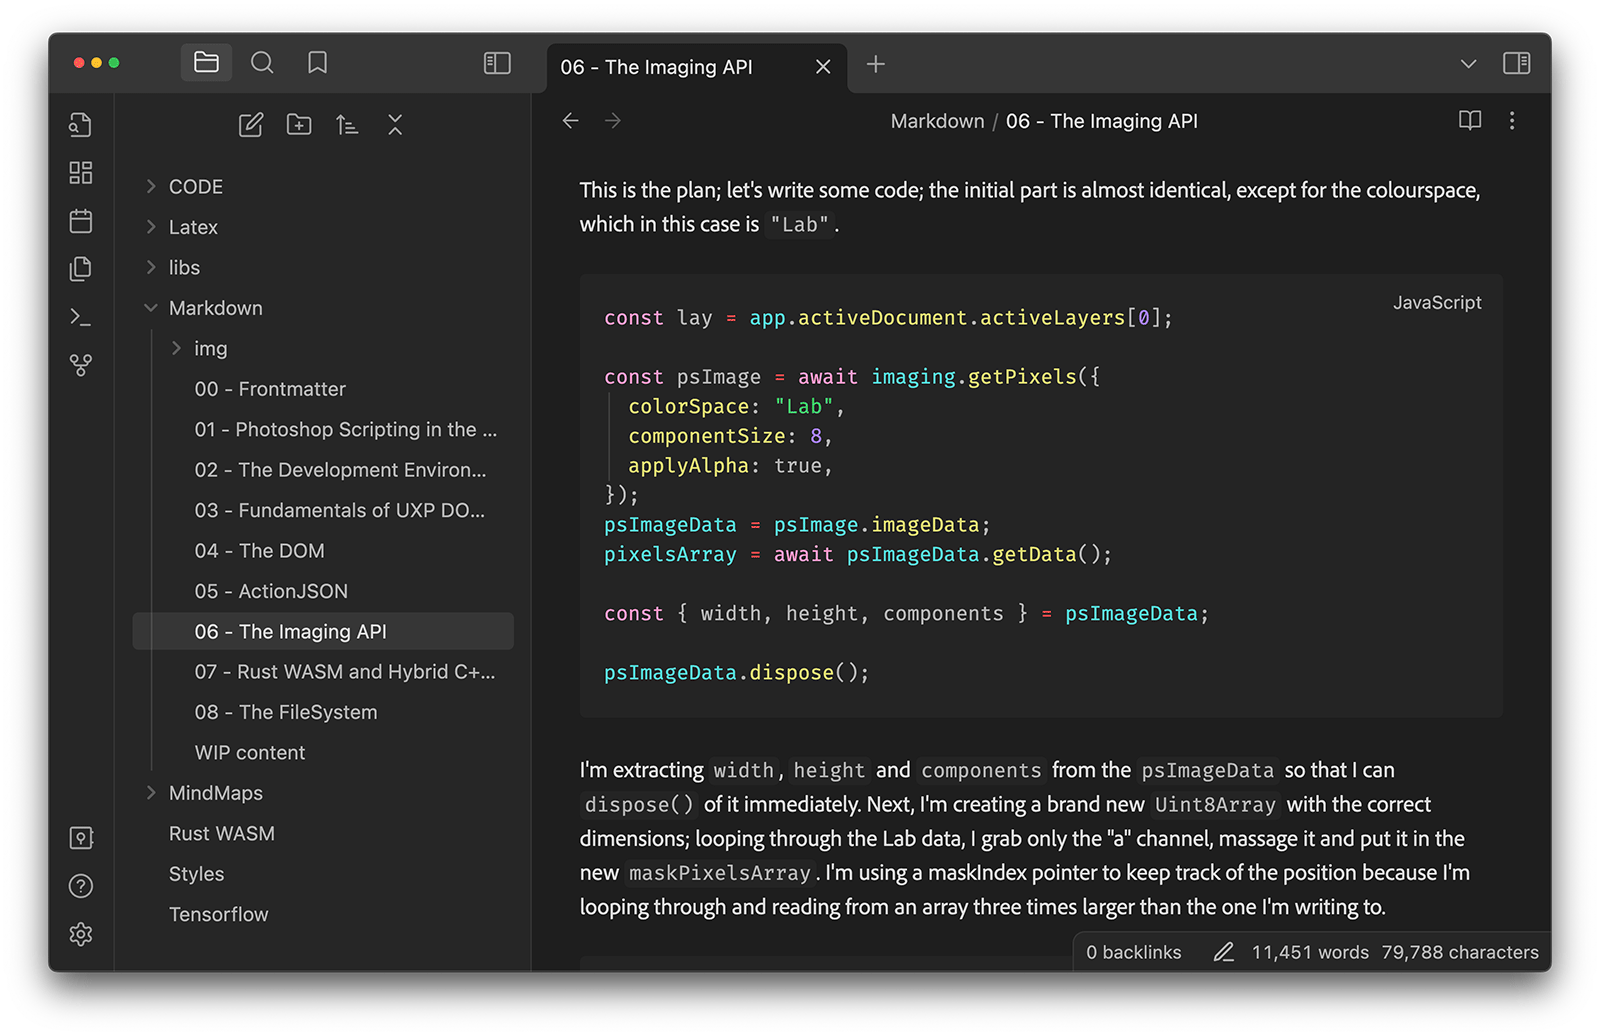 06 - The Imaging API
Markdown / 06 - The Imaging API
CODE
Latex
libs
Markdown
img
00 - Frontmatter
01 - Photoshop Scripting in the ...
02 - The Development Environ...
03 - Fundamentals of UXP DO...
04 - The DOM
05 - ActionJSON
06 - The Imaging API
07 - Rust WASM and Hybrid C+...
08 - The FileSystem
WIP content
MindMaps
Rust WASM
Styles
Tensorflow
This is the plan; let's write some code; the initial part is almost identical, except for the colourspace,
which in this case is "Lab".
JavaScript
const lay = app.activeDocument.activeLayers[0];
const psImage = await imaging.getPixels({
  colorSpace: "Lab",
  componentSize: 8,
  applyAlpha: true,
});
psImageData = psImage.imageData;
pixelsArray = await psImageData.getData();
const { width, height, components } = psImageData;
psImageData.dispose();
I'm extracting width, height and components from the psImageData so that I can
dispose() of it immediately. Next, I'm creating a brand new Uint8Array with the correct
dimensions; looping through the Lab data, I grab only the "a" channel, massage it and put it in the
new maskPixelsArray. I'm using a maskIndex pointer to keep track of the position because I'm
looping through and reading from an array three times larger than the one I'm writing to.
0 backlinks 11,451 words 79,788 characters